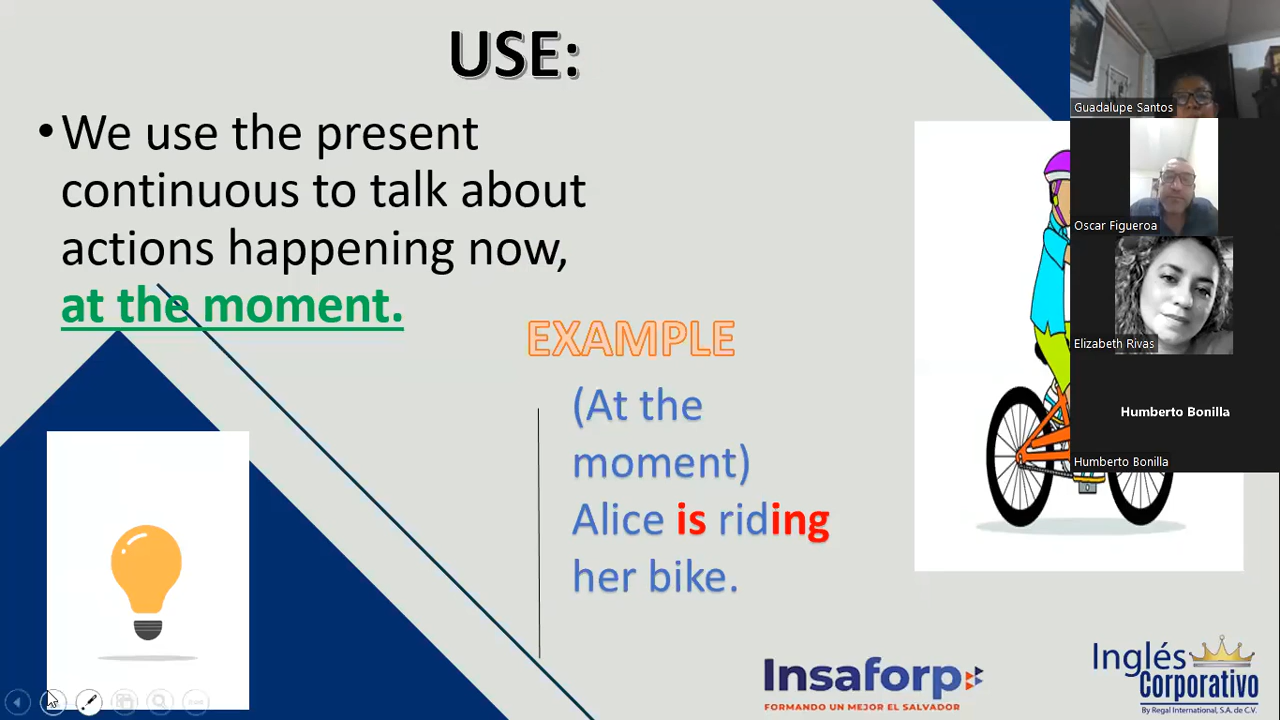 USE:
•We use the present
continuous to talk about
actions happening now,
at the moment.
EXAMPLE
(At the
moment)
Alice is riding
her bike.
Guadalupe Santos
Oscar Figueroa
Elizabeth Rivas
Humberto Bonilla
Humberto Bonilla
Insaforp
FORMANDO UN MEJOR EL SALVADOR
Inglés
Corporativo
By Regal International, S.A. de C.V.